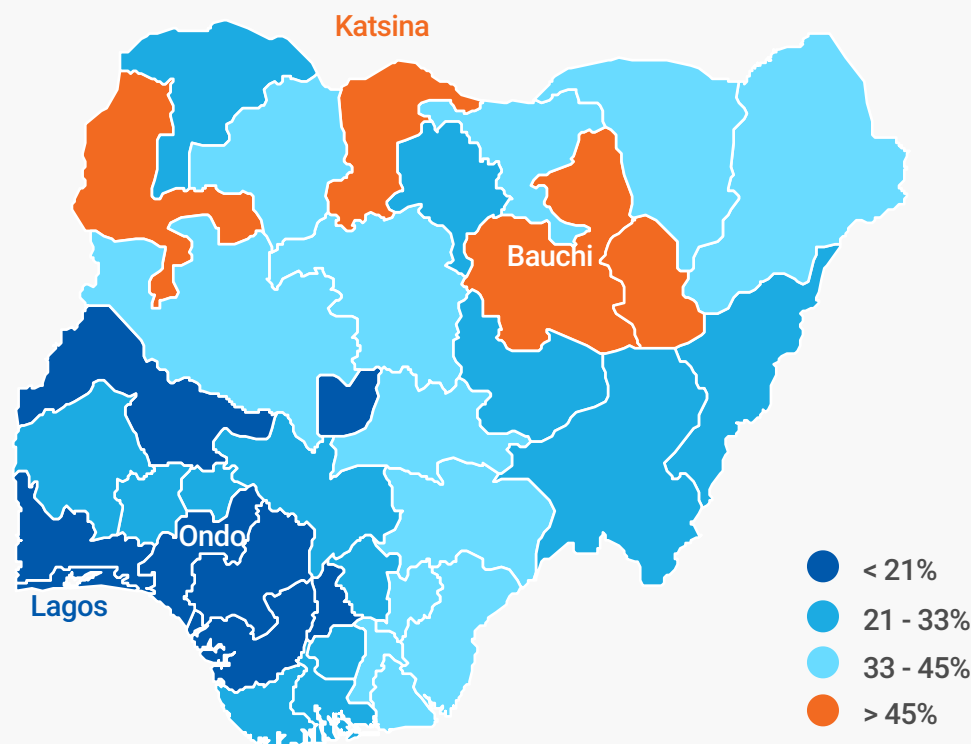 Katsina
Bauchi
Ondo
Lagos
< 21%
21 - 33%
33 - 45%
> 45%